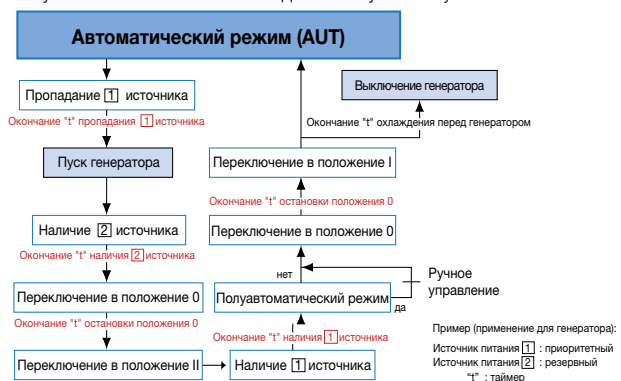 Автоматический режим (AUT)
Пропадание 1 источника
Окончание "t" пропадания 1 источника
Пуск генератора
Наличие 2 источника
Окончание "t" наличия 2 источника
Переключение в положение 0
Окончание "t" остановки положения 0
Переключение в положение II
Наличие 1 источника
Окончание "t" наличия 1 источника
Полуавтоматический режим
нет
да
Ручное
управление
Переключение в положение 0
Окончание "t" остановки положения 0
Переключение в положение I
Выключение генератора
Окончание "t" охлаждения перед генератором
Пример (применение для генератора):
Источник питания 1 : приоритетный
Источник питания 2 : резервный
“t” : таймер